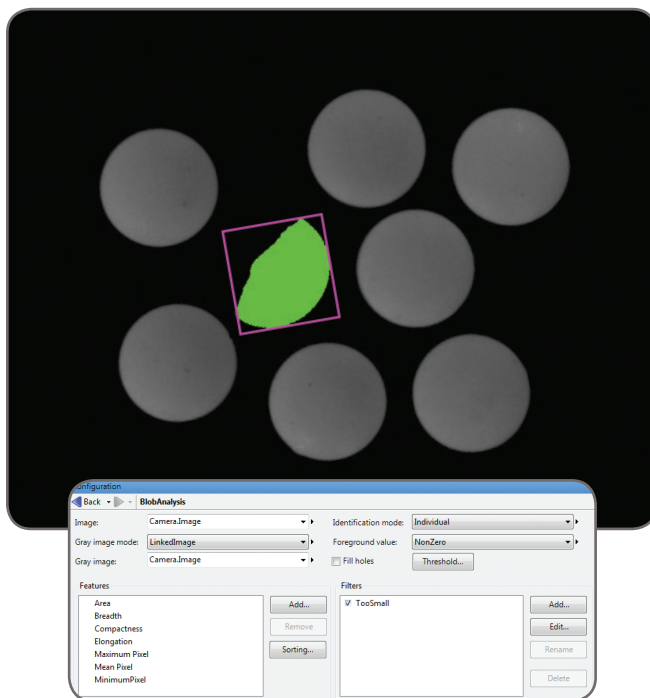 Configuration
Back BlobAnalysis
Image: Camera.Image Identification mode: Individual
Gray image mode: LinkedImage Foreground value: NonZero
Gray image: Camera.Image Fill holes Threshold...
Features Filters
Area TooSmall Add... Add...
Breadth
Compactness Remove Edit...
Elongation
Maximum Pixel Sorting... Rename
Mean Pixel
MinimumPixel Delete